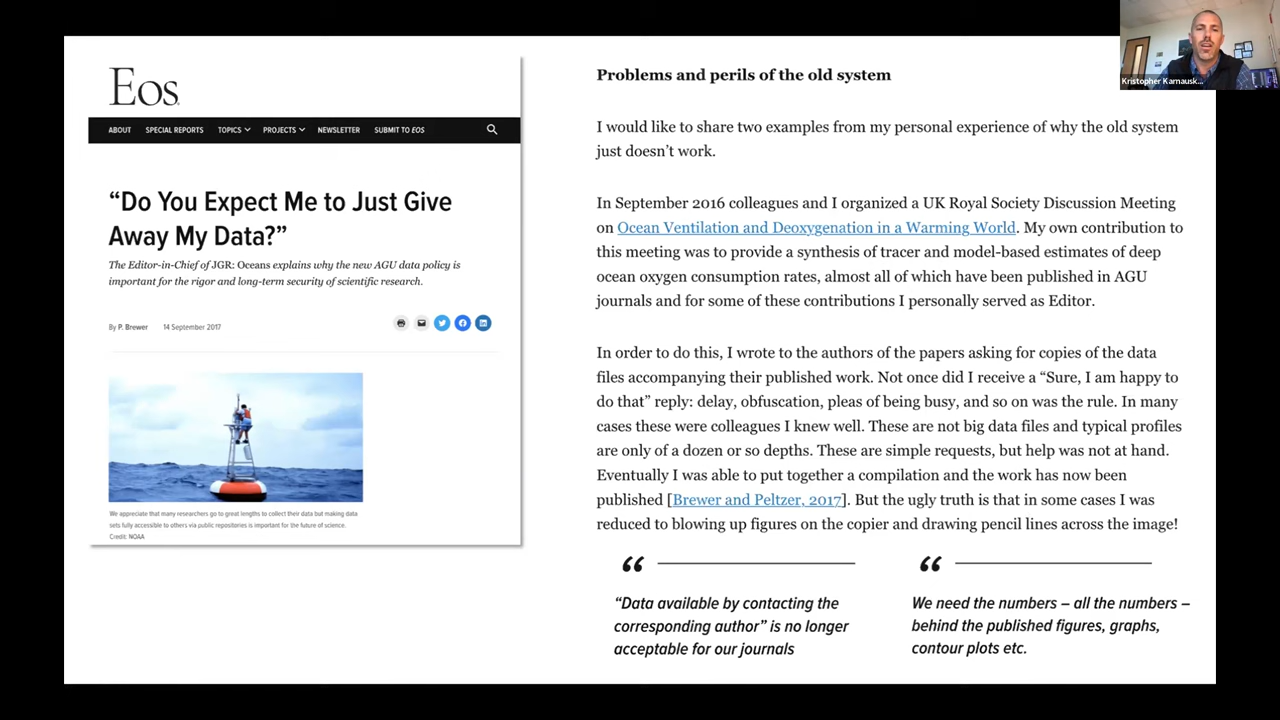 Eos
ABOUT SPECIAL REPORTS TOPICS PROJECTS NEWSLETTER SUBMIT TO EOS
“Do You Expect Me to Just Give
Away My Data?”
The Editor-in-Chief of JGR: Oceans explains why the new AGU data policy is
important for the rigor and long-term security of scientific research.
By P. Brewer 14 September 2017
We appreciate that many researchers go to great lengths to collect their data but making data
sets fully accessible to others via public repositories is important for the future of science.
Credit: NOAA
Problems and perils of the old system
I would like to share two examples from my personal experience of why the old system
just doesn’t work.
In September 2016 colleagues and I organized a UK Royal Society Discussion Meeting
on Ocean Ventilation and Deoxygenation in a Warming World. My own contribution to
this meeting was to provide a synthesis of tracer and model-based estimates of deep
ocean oxygen consumption rates, almost all of which have been published in AGU
journals and for some of these contributions I personally served as Editor.
In order to do this, I wrote to the authors of the papers asking for copies of the data
files accompanying their published work. Not once did I receive a “Sure, I am happy to
do that” reply: delay, obfuscation, pleas of being busy, and so on was the rule. In many
cases these were colleagues I knew well. These are not big data files and typical profiles
are only of a dozen or so depths. These are simple requests, but help was not at hand.
Eventually I was able to put together a compilation and the work has now been
published [Brewer and Peltzer, 2017]. But the ugly truth is that in some cases I was
reduced to blowing up figures on the copier and drawing pencil lines across the image!
“
“Data available by contacting the
corresponding author” is no longer
acceptable for our journals
“
We need the numbers – all the numbers –
behind the published figures, graphs,
contour plots etc.
Kristopher Karnausk...